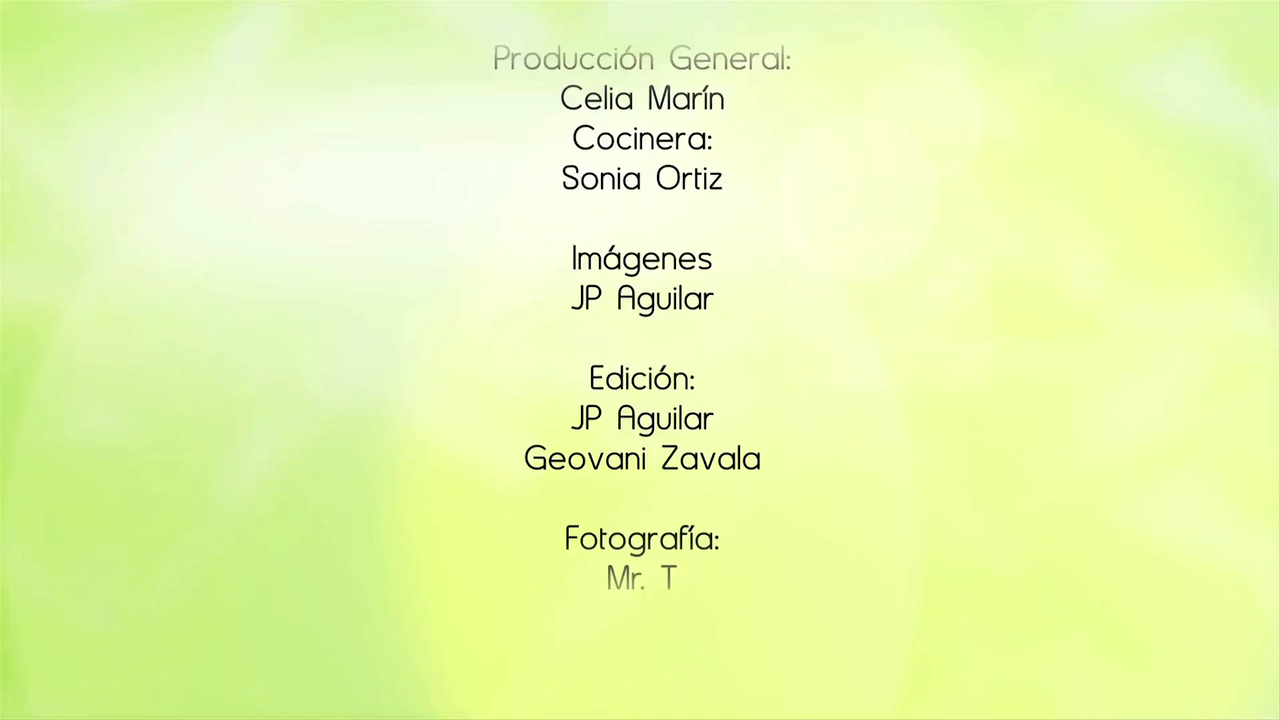 Producción General:
Celia Marín
Cocinera:
Sonia Ortiz
Imágenes
JP Aguilar
Edición:
JP Aguilar
Geovani Zavala
Fotografía:
Mr. T